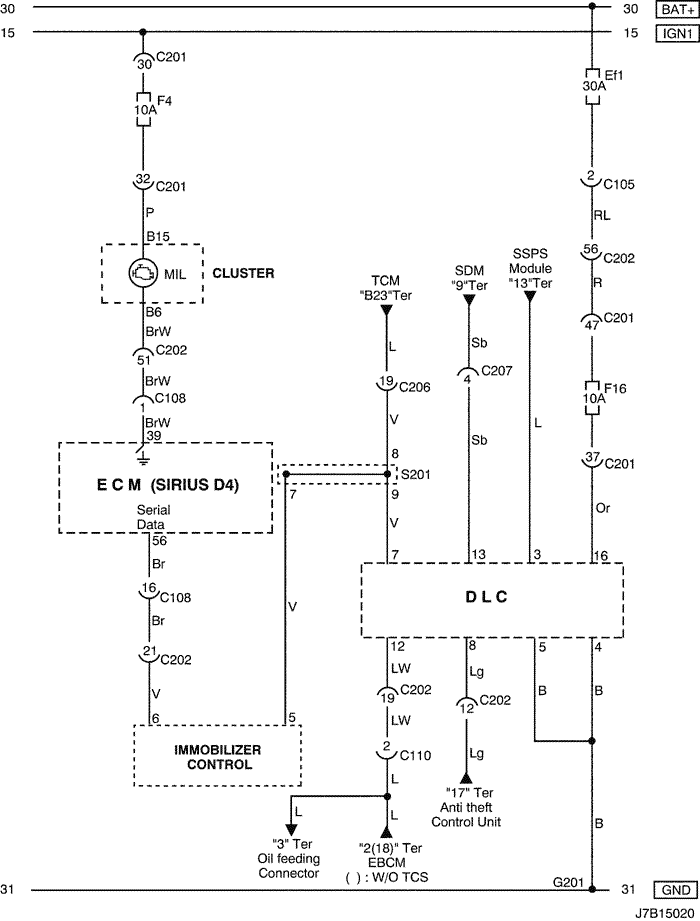 30 30 BAT+
15 15 IGN1
C201
30
F4
10A
Ef1
30A
32
C201
2
C105
P
RL
B15
MIL
CLUSTER
56
C202
R
SSPS
Module
"13"Ter
SDM
"9"Ter
TCM
"B23"Ter
B6
BrW
C202
51
C201
47
L
Sb
BrW
C108
1
19
C206
C207
4
F16
10A
BrW
39
V
Sb
L
8
37
C201
E C M (SIRIUS D4)
S201
7
9
Serial
Data
V
Or
56
7
13
3
16
Br
D L C
16
C108
Br
V
12
8
5
4
21
C202
LW
Lg
B
B
C202
19
C202
12
V
LW
6
5
2
C110
Lg
IMMOBILIZER
CONTROL
L
"17" Ter
Anti theft
Control Unit
L
L
B
"3" Ter
Oil feeding
Connector
"2(18)" Ter
EBCM
( ) : W/O TCS
G201
31 31 GND
J7B15020